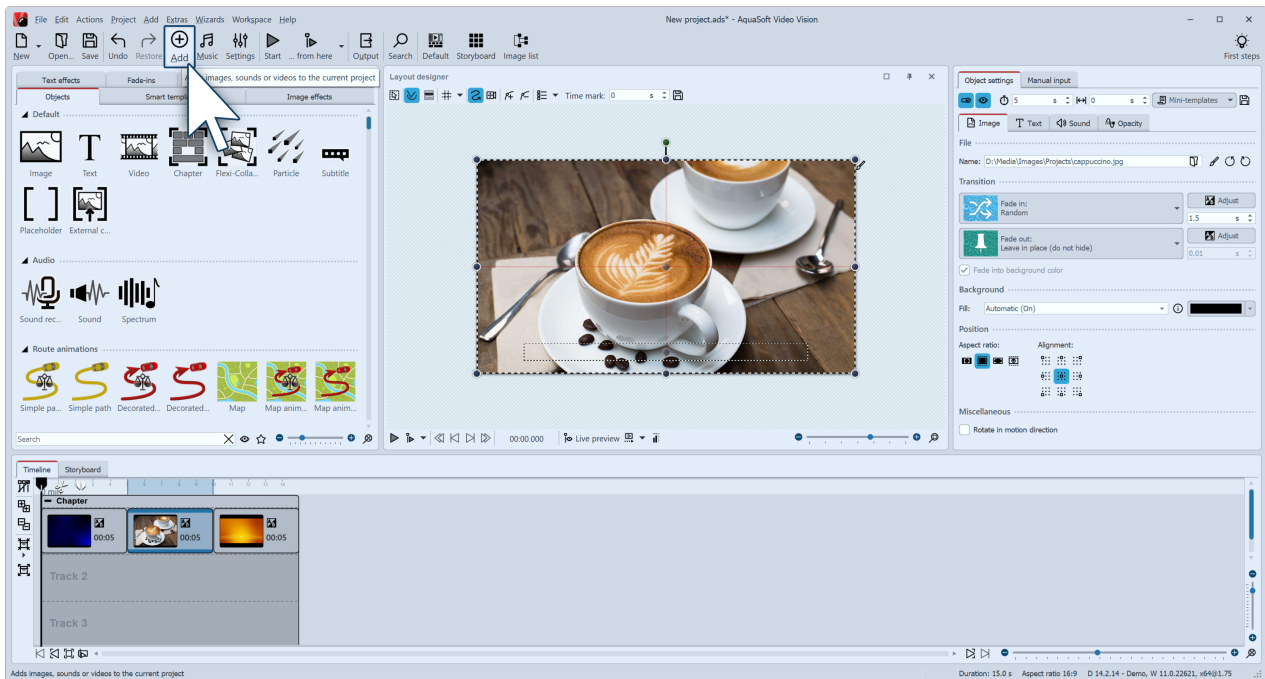 File Edit Actions Project Add Extras Wizards Workspace Help
New project.ads* - AquaSoft Video Vision
New Open... Save Undo Restore Add Music Settings Start ... from here Output Search Default Storyboard Image list
First steps
images, sounds or videos to the current project
Text effects Fade-ins
Objects Smart Image effects
Default
Image Text Video Chapter Flexi-Colla... Particle Subtitle
Placeholder External c...
Audio
Sound rec... Sound Spectrum
Route animations
Simple pa... Simple path Decorated... Decorated... Map Map anim... Map anim...
Search
Layout designer
Time mark: 0 s
00:00.000 Live preview
Object settings Manual input
5 s 0 s Mini-templates
Image Text Sound Opacity
File
Name: D:\Media\Images\Projects\cappuccino.jpg
Transition
Fade in:
Random
Adjust
1.5 s
Fade out:
Leave in place (do not hide)
Adjust
0.01 s
Fade into background color
Background
Fill: Automatic (On)
Position
Aspect ratio: Alignment:
Miscellaneous
Rotate in motion direction
Timeline Storyboard
Chapter
00:05 00:05 00:05
Track 2
Track 3
Adds images, sounds or videos to the current project
Duration: 15.0 s Aspect ratio 16:9 D 14.2.14 - Demo, W 11.0.22621, x64@1.75